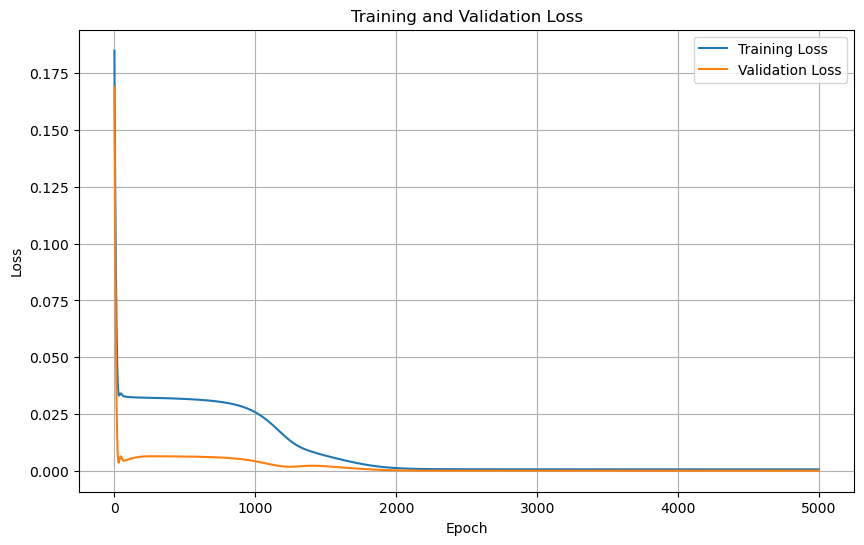 Training and Validation Loss
Training Loss
Validation Loss
0.175
0.150
0.125
0.100
0.075
0.050
0.025
0.000
Loss
0
1000
2000
3000
4000
5000
Epoch